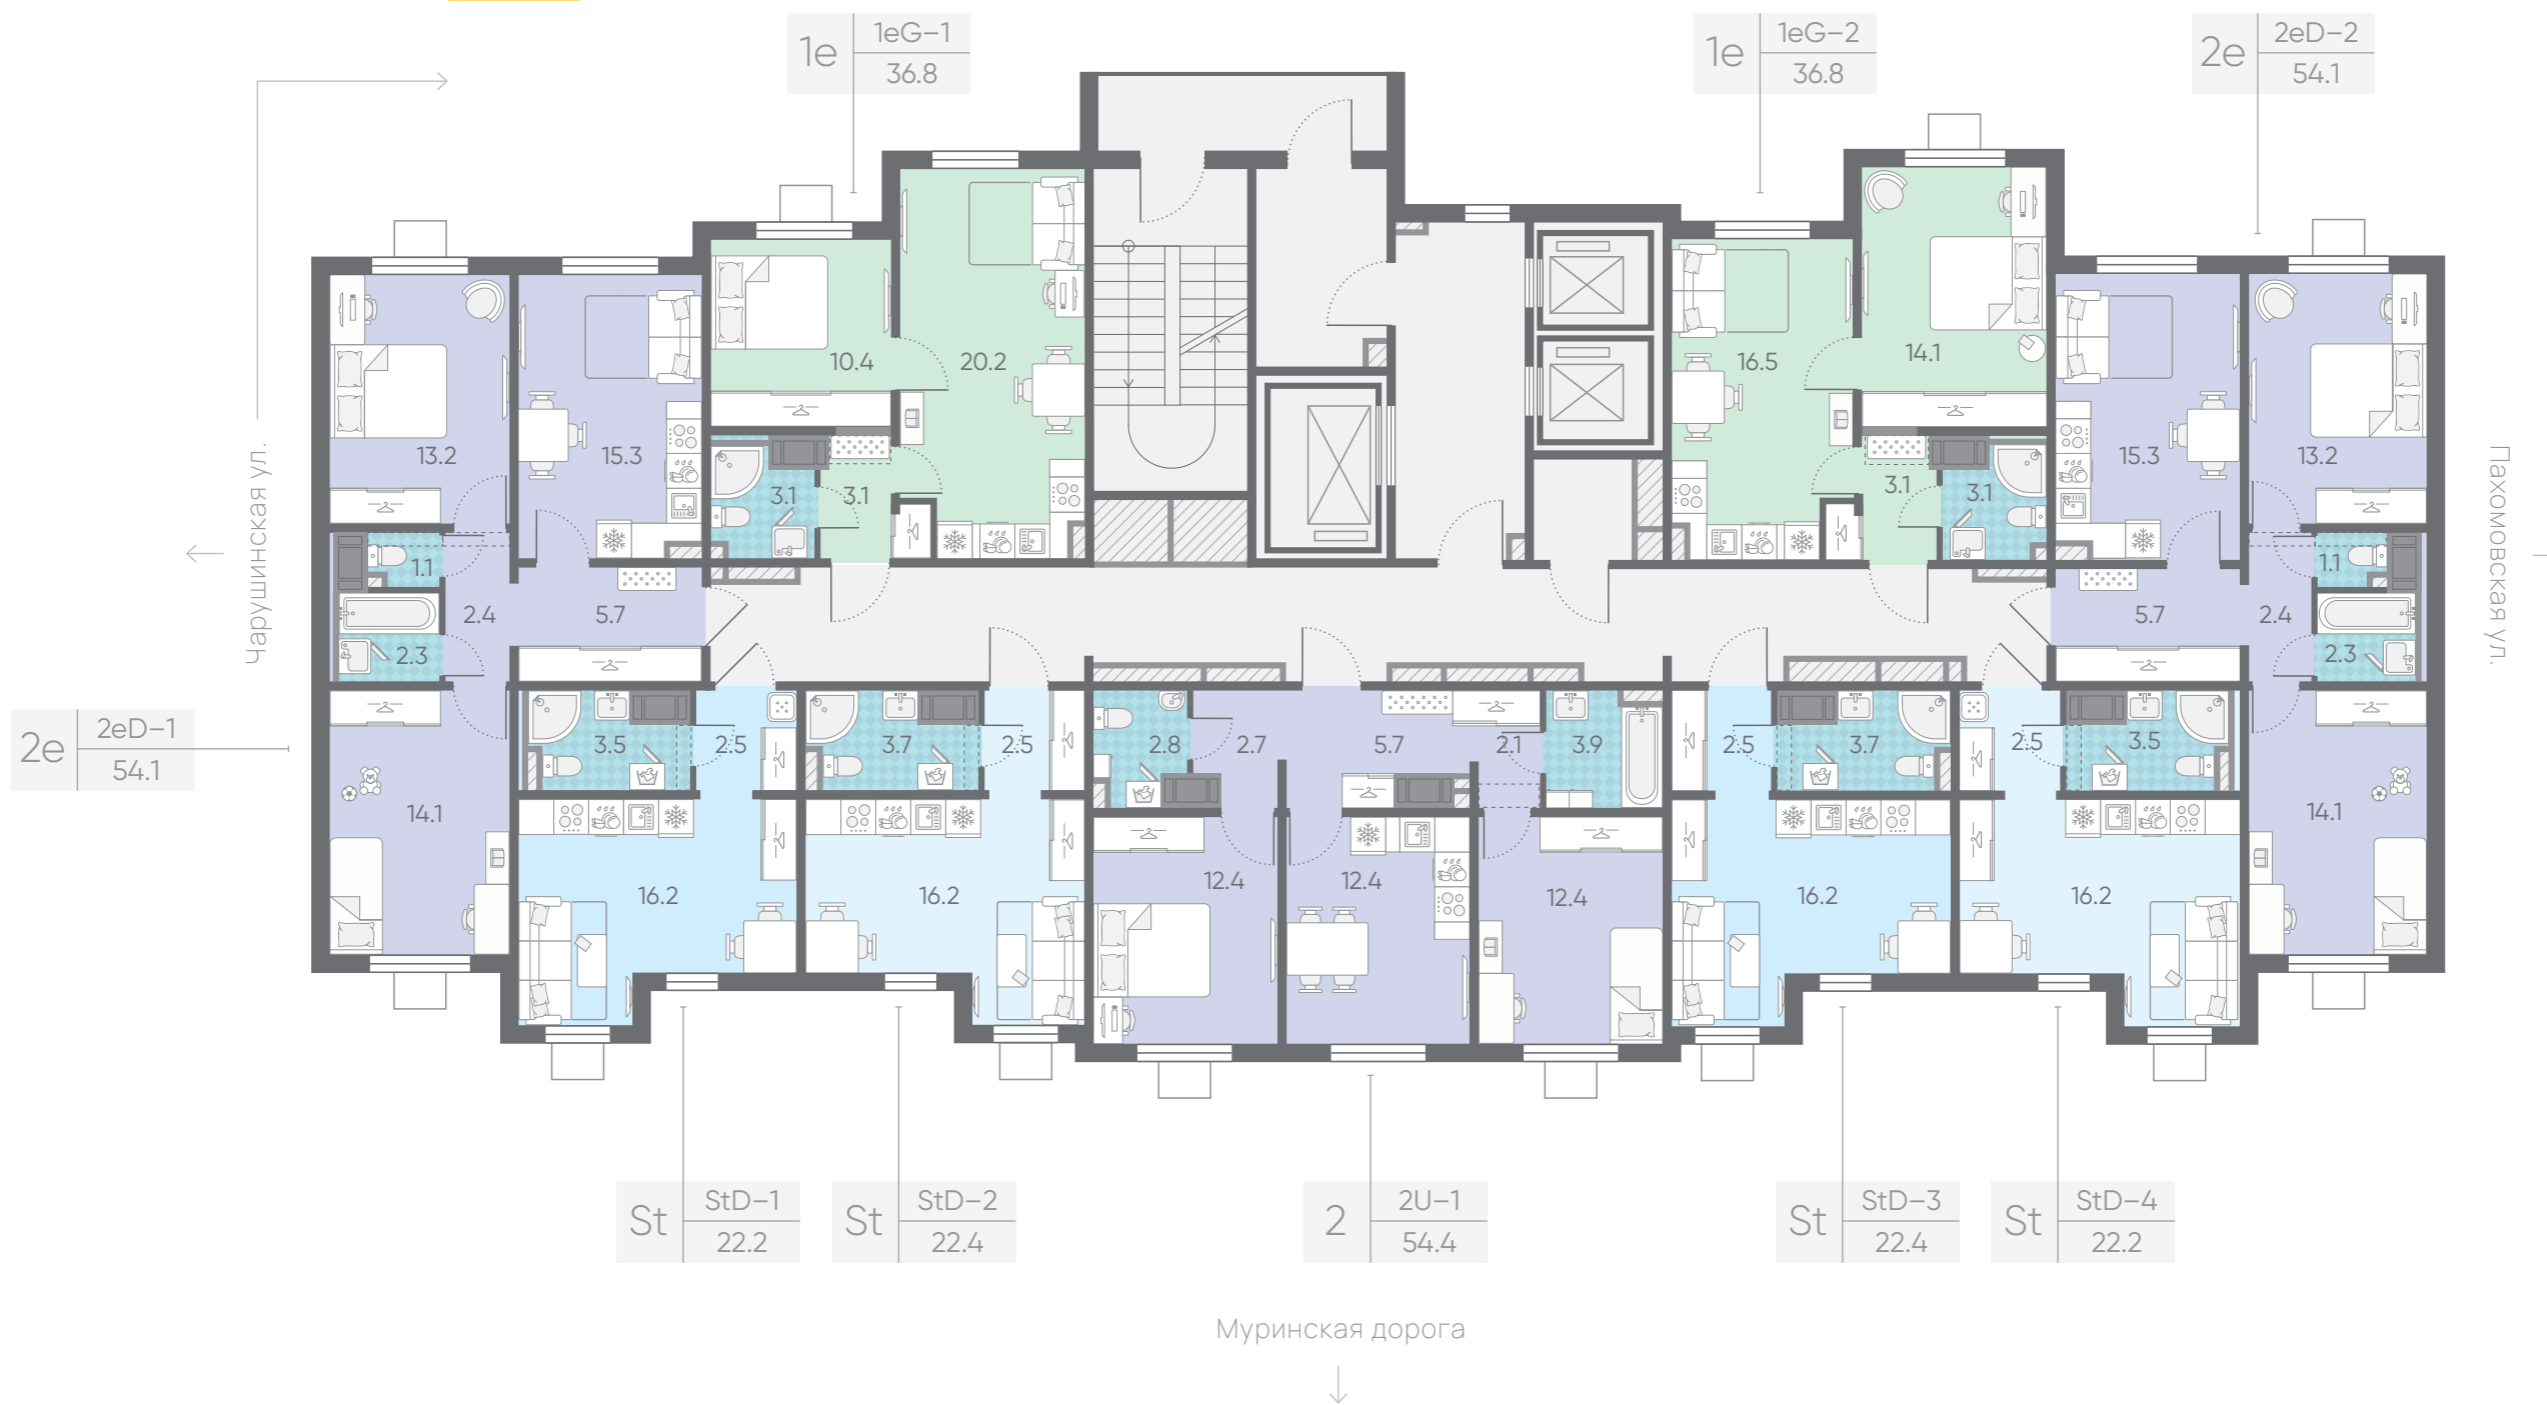 1e
1eG–1
36.8
1e
1eG–2
36.8
2e
2eD–2
54.1
Чарушинская ул.
Пахомовская ул.
10.4
20.2
16.5
14.1
13.2
15.3
15.3
13.2
3.1
3.1
3.1
3.1
1.1
1.1
2.4
5.7
5.7
2.4
2.3
2.3
2e
2eD–1
54.1
3.5
2.5
3.7
2.5
2.8
2.7
5.7
2.1
3.9
2.5
3.7
2.5
3.5
14.1
14.1
16.2
16.2
12.4
12.4
12.4
16.2
16.2
St
StD–1
22.2
St
StD–2
22.4
2
2U–1
54.4
St
StD–3
22.4
St
StD–4
22.2
Муринская дорога